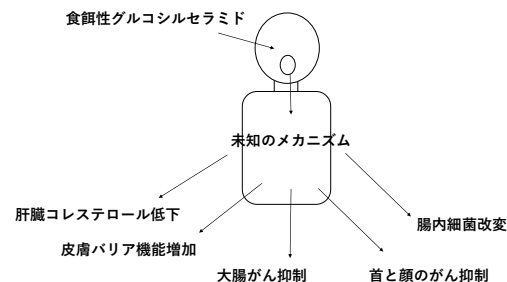 食餌性グルコシルセラミド
未知のメカニズム
肝臓コレステロール低下
腸内細菌改変
皮膚バリア機能増加
大腸がん抑制
首と顔のがん抑制